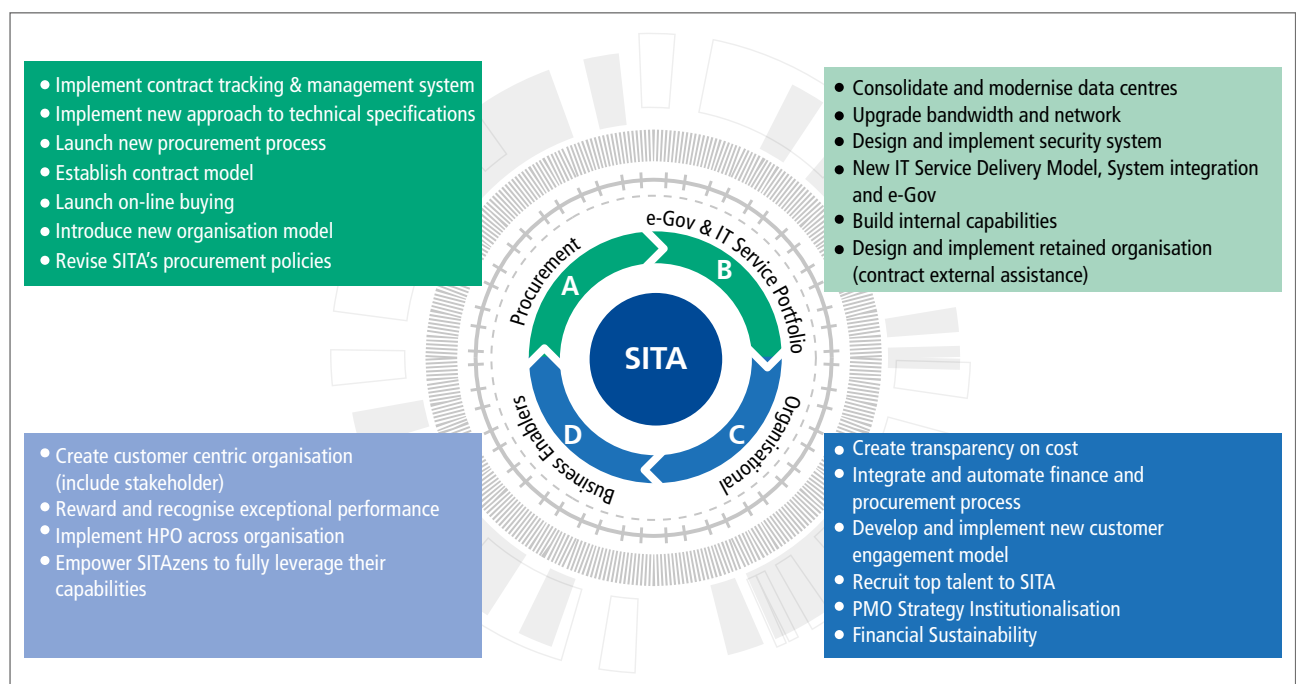 • Implement contract tracking & management system
• Implement new approach to technical specifications
• Launch new procurement process
• Establish contract model
• Launch on-line buying
• Introduce new organisation model
• Revise SITA's procurement policies
• Consolidate and modernise data centres
• Upgrade bandwidth and network
• Design and implement security system
• New IT Service Delivery Model, System integration
and e-Gov
• Build internal capabilities
• Design and implement retained organisation
(contract external assistance)
Procurement
e-Gov & IT Service Portfolio
A
B
SITA
D
C
Business Enablers
Organisational
• Create customer centric organisation
(include stakeholder)
• Reward and recognise exceptional performance
• Implement HPO across organisation
• Empower SITAzens to fully leverage their
capabilities
• Create transparency on cost
• Integrate and automate finance and
procurement process
• Develop and implement new customer
engagement model
• Recruit top talent to SITA
• PMO Strategy Institutionalisation
• Financial Sustainability